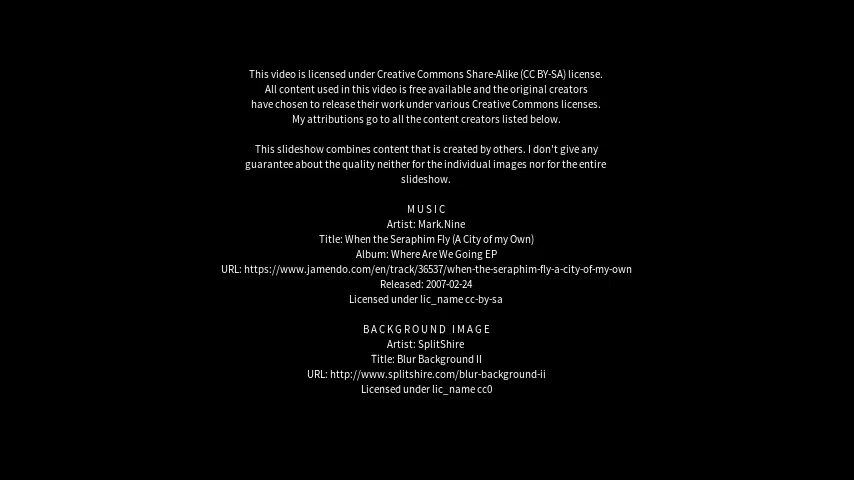 This video is licensed under Creative Commons Share-Alike (CC BY-SA) license.
All content used in this video is free available and the original creators
have chosen to release their work under various Creative Commons licenses.
My attributions go to all the content creators listed below.
This slideshow combines content that is created by others. I don't give any
guarantee about the quality neither for the individual images nor for the entire
slideshow.
MUSIC
Artist: Mark.Nine
Title: When the Seraphim Fly (A City of my Own)
Album: Where Are We Going EP
URL: https://www.jamendo.com/en/track/36537/when-the-seraphim-fly-a-city-of-my-own
Released: 2007-02-24
Licensed under lic_name cc-by-sa
BACKGROUND IMAGE
Artist: SplitShire
Title: Blur Background II
URL: http://www.splitshire.com/blur-background-ii
Licensed under lic_name cc0